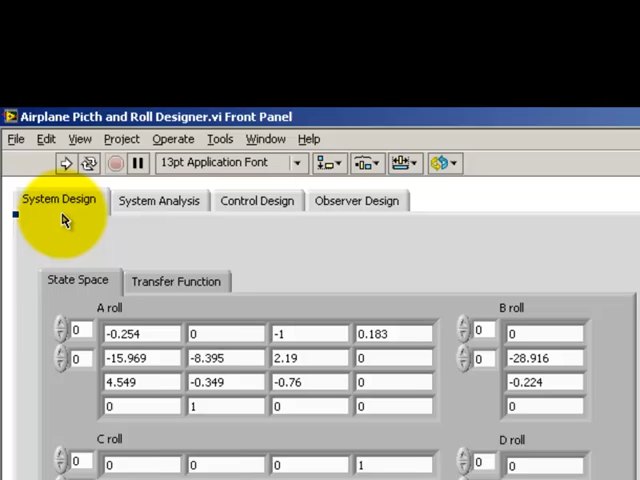 Airplane Picth and Roll Designer.vi Front Panel
File Edit View Project Operate Tools Window Help
13pt Application Font
System Design System Analysis Control Design Observer Design
State Space Transfer Function
A roll B roll
0 -0.254 0 -1 0.183 0 0
0 -15.969 -8.395 2.19 0 0 -28.916
4.549 -0.349 -0.76 0 -0.224
0 1 0 0 0
C roll D roll
0 0 0 0 1 0 0